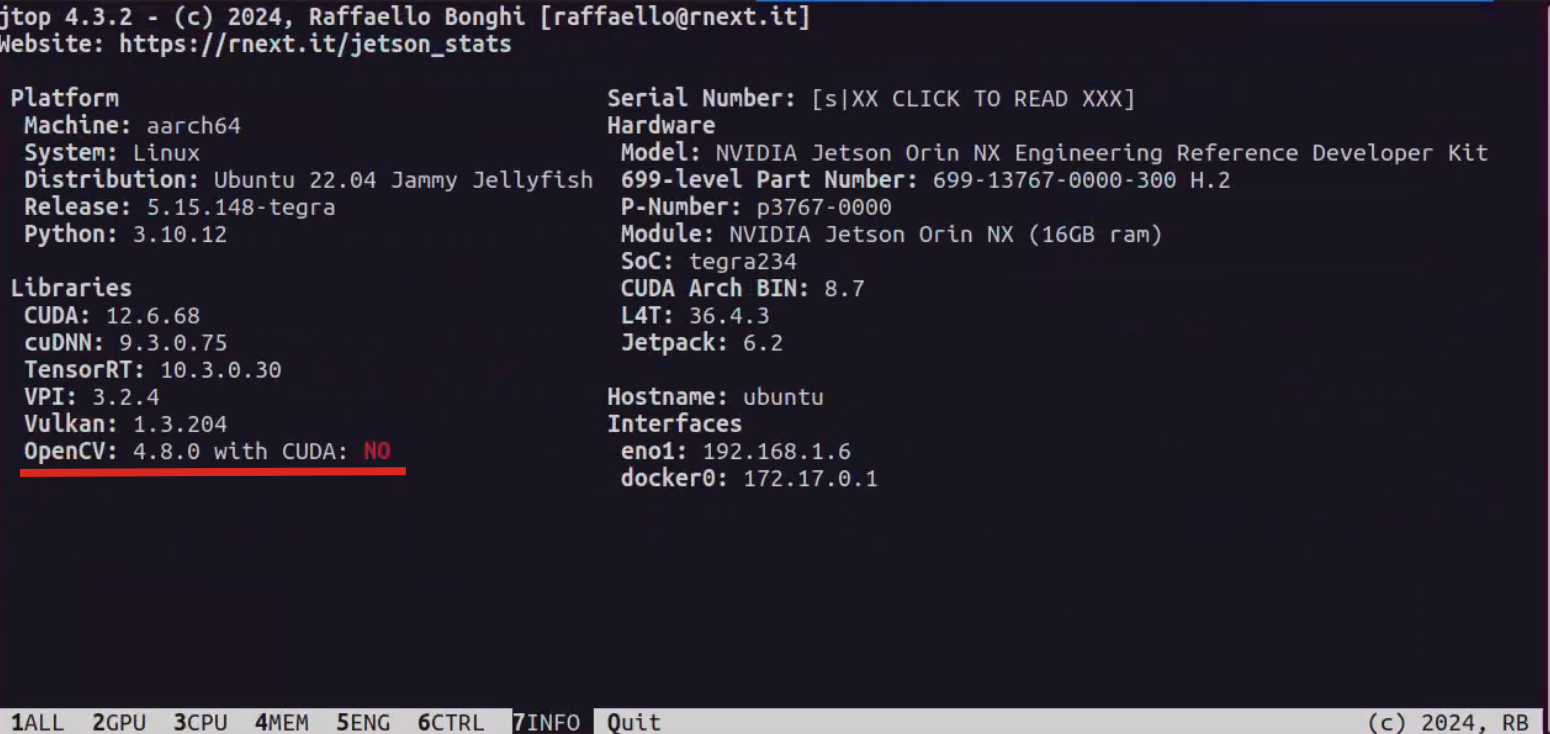 jtop 4.3.2 - (c) 2024, Raffaello Bonghi [raffaello@rnext.it]
Website: https://rnext.it/jetson_stats
Platform
Machine: aarch64
System: Linux
Distribution: Ubuntu 22.04 Jammy Jellyfish
Release: 5.15.148-tegra
Python: 3.10.12
Libraries
CUDA: 12.6.68
cuDNN: 9.3.0.75
TensorRT: 10.3.0.30
VPI: 3.2.4
Vulkan: 1.3.204
OpenCV: 4.8.0 with CUDA: NO
Serial Number: [s|XX CLICK TO READ XXX]
Hardware
Model: NVIDIA Jetson Orin NX Engineering Reference Developer Kit
699-level Part Number: 699-13767-0000-300 H.2
P-Number: p3767-0000
Module: NVIDIA Jetson Orin NX (16GB ram)
SoC: tegra234
CUDA Arch BIN: 8.7
L4T: 36.4.3
Jetpack: 6.2
Hostname: ubuntu
Interfaces
eno1: 192.168.1.6
docker0: 172.17.0.1
1ALL 2GPU 3CPU 4MEM 5ENG 6CTRL 7INFO Quit (c) 2024, RB